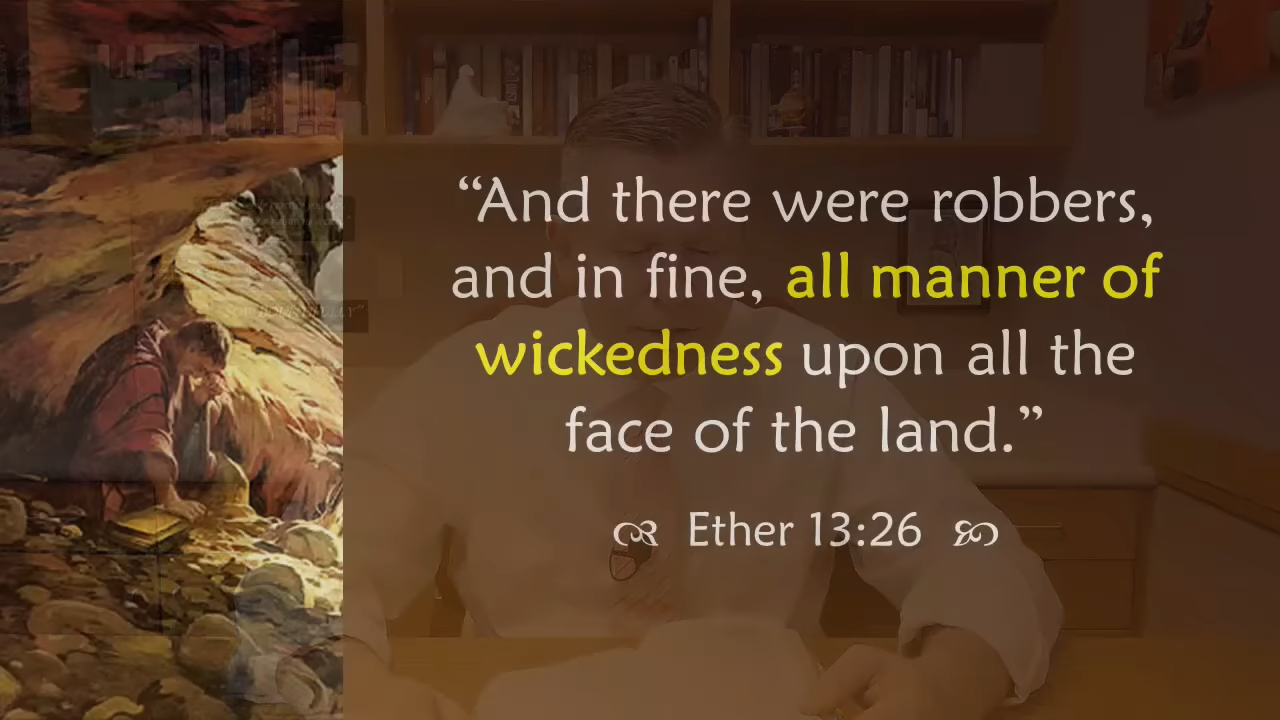 “And there were robbers,
and in fine, all manner of
wickedness upon all the
face of the land.”
Ether 13:26